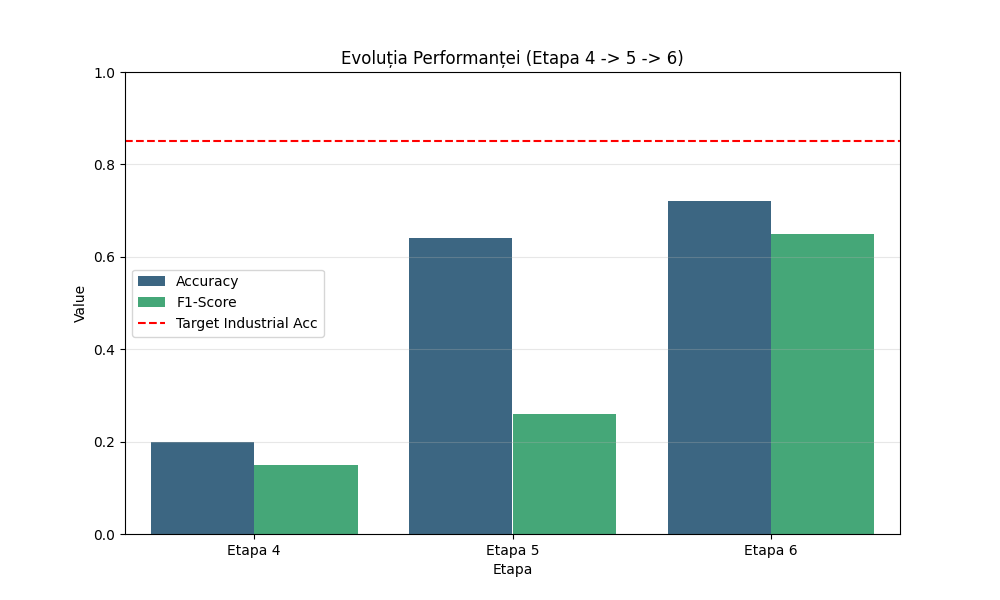 Evoluția Performanței (Etapa 4 -> 5 -> 6)
1.0
0.8
0.6
0.4
0.2
0.0
Value
Accuracy
F1-Score
Target Industrial Acc
Etapa 4
Etapa 5
Etapa 6
Etapa